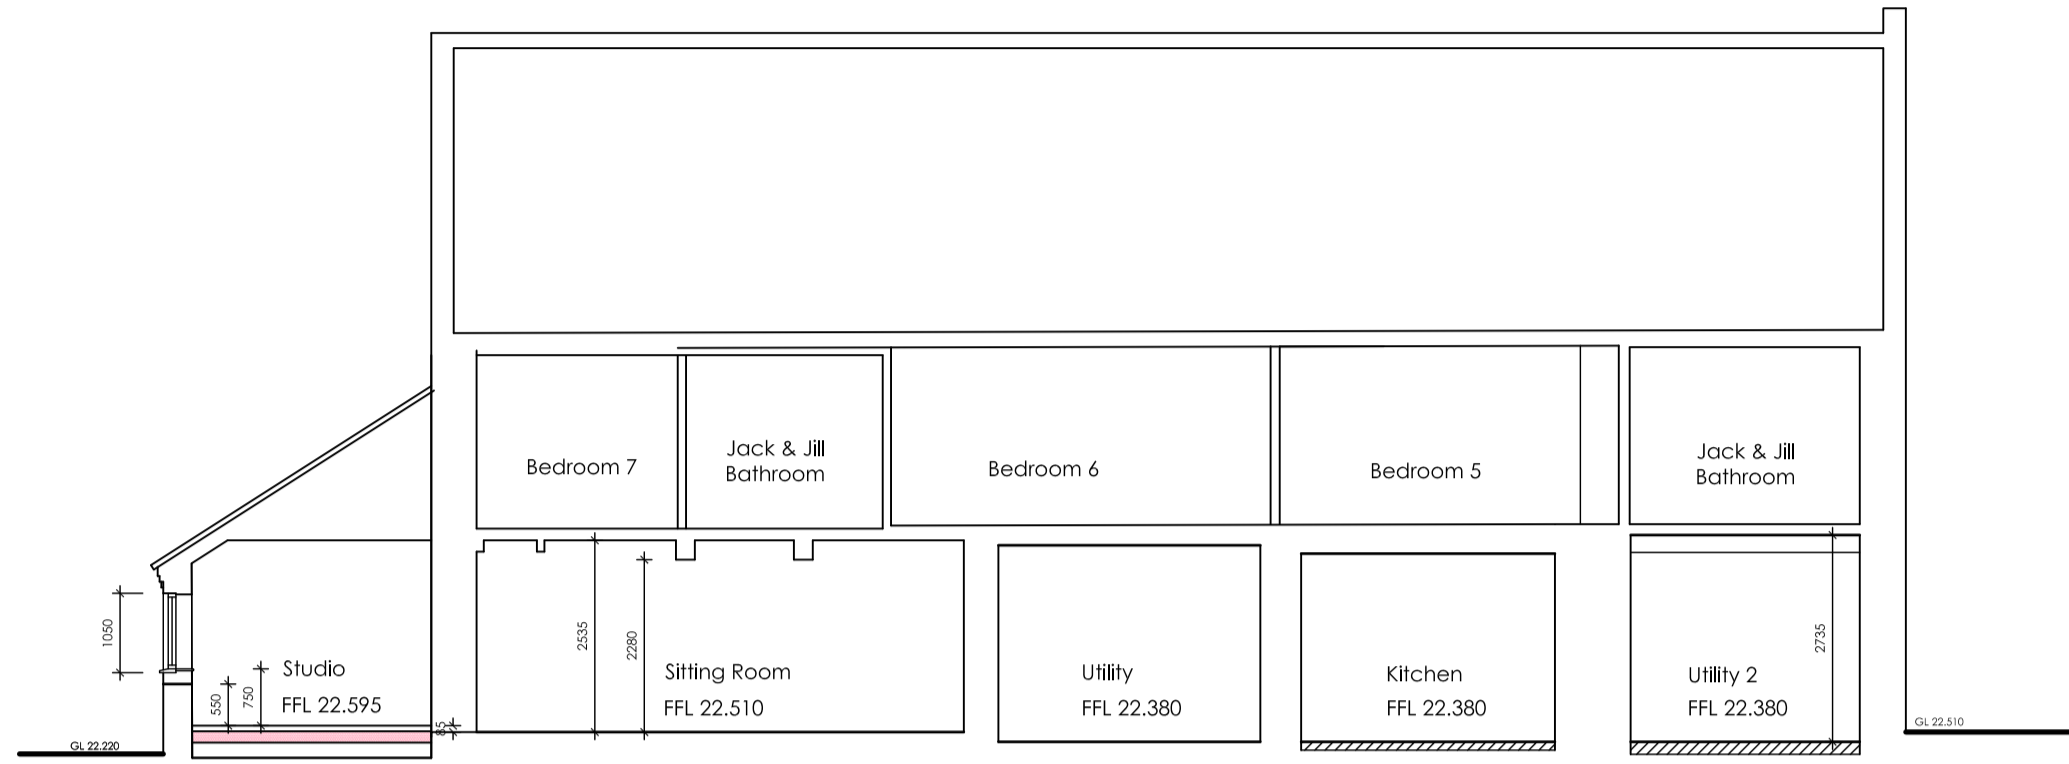 Bedroom 7
Jack & Jill
Bathroom
Bedroom 6
Bedroom 5
Jack & Jill
Bathroom
1050
550
750
Studio
FFL 22.595
85
2535
2280
Sitting Room
FFL 22.510
Utility
FFL 22.380
Kitchen
FFL 22.380
Utility 2
FFL 22.380
2735
GL 22.220
GL 22.510